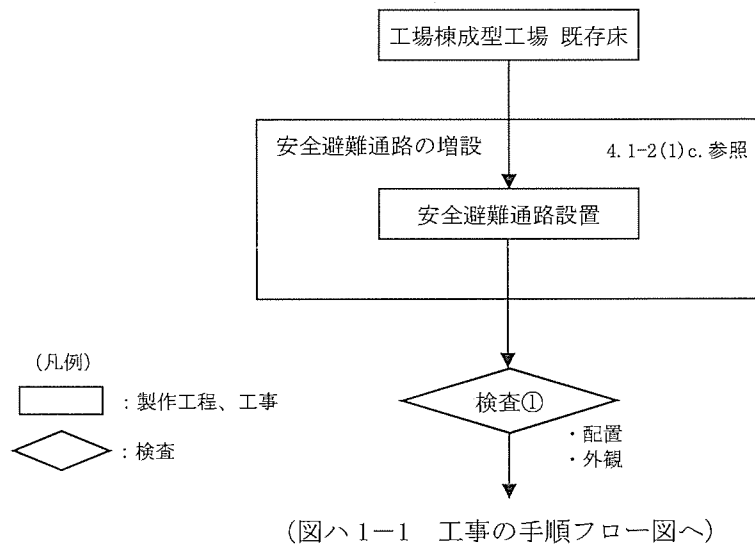 工場棟成型工場 既存床
安全避難通路の増設
4.1-2(1)c.参照
安全避難通路設置
(凡例)
：製作工程、工事
：検査
検査①
・配置
・外観
(図ハ1－1 工事の手順フロー図へ)